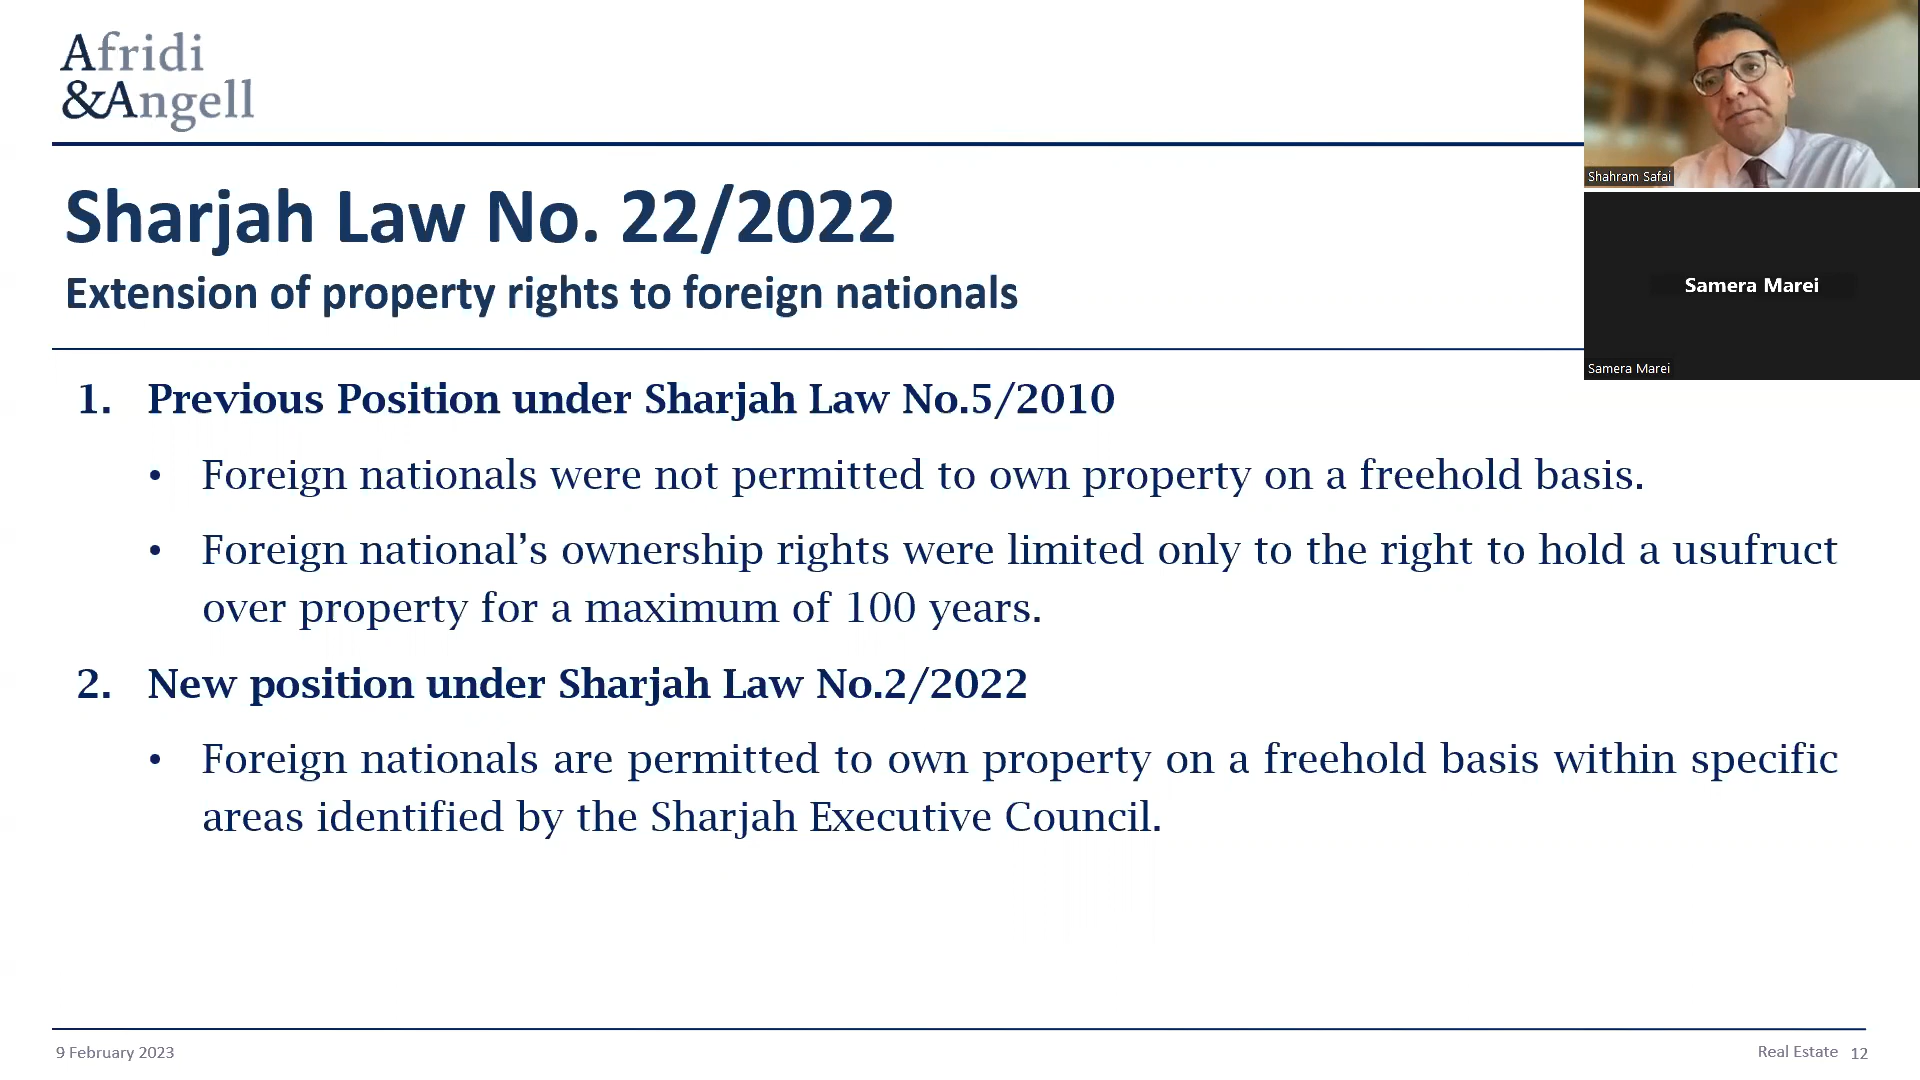 Afridi
&Angell
Sharjah Law No. 22/2022
Extension of property rights to foreign nationals
1. Previous Position under Sharjah Law No.5/2010
• Foreign nationals were not permitted to own property on a freehold basis.
• Foreign national’s ownership rights were limited only to the right to hold a usufruct
over property for a maximum of 100 years.
2. New position under Sharjah Law No.2/2022
• Foreign nationals are permitted to own property on a freehold basis within specific
areas identified by the Sharjah Executive Council.
9 February 2023
Real Estate 12
Shahram Safai
Samera Marei
Samera Marei